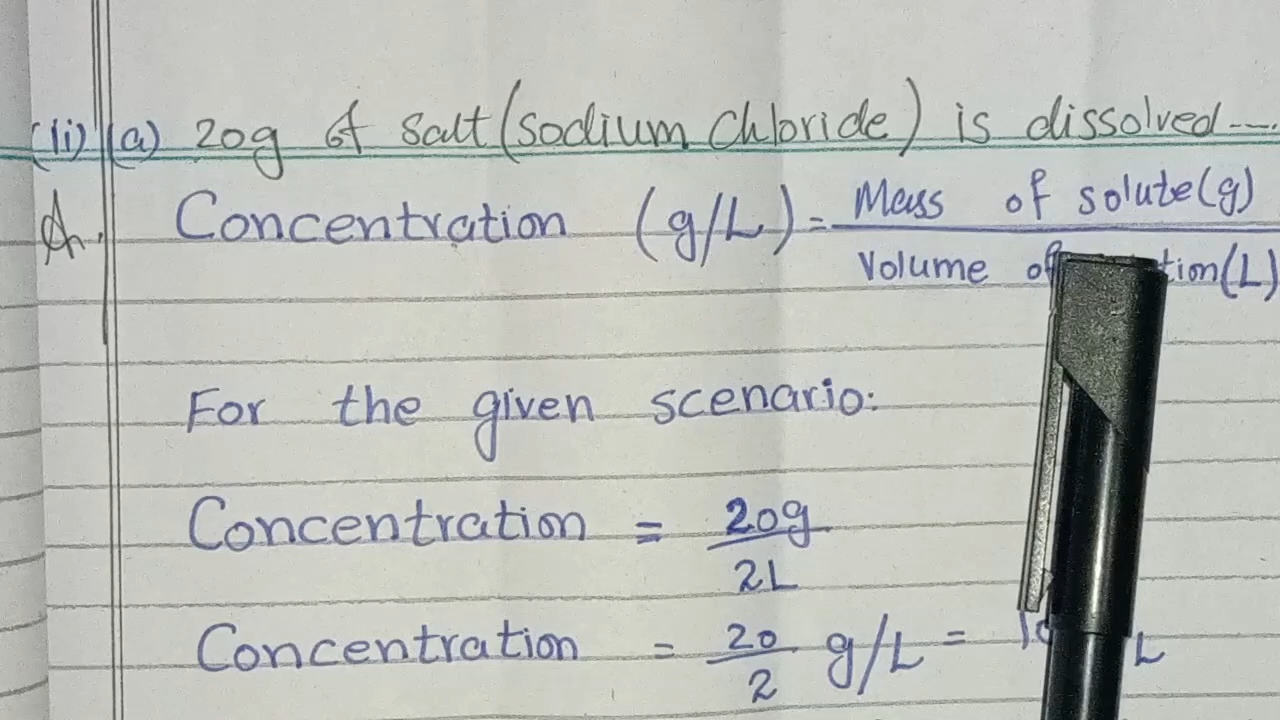 (ii) (a) 20g of salt (sodium chloride) is dissolved---.
A. Concentration (g/L) = Mass of solute(g)
Volume of tion(L)
For the given scenario:
Concentration = 20g
2L
Concentration = 20 g/L = L
2